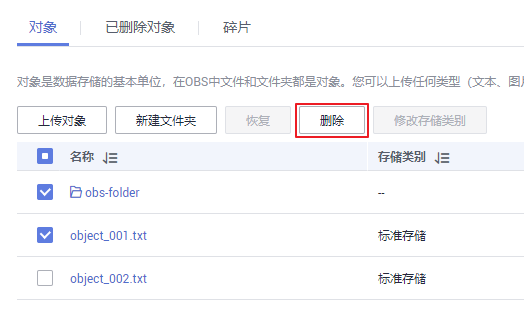 对象 已删除对象 碎片
对象是数据存储的基本单位，在OBS中文件和文件夹都是对象。您可以上传任何类型（文本、图
上传对象 新建文件夹 恢复 删除 修改存储类别
名称 存储类别
obs-folder --
object_001.txt 标准存储
object_002.txt 标准存储